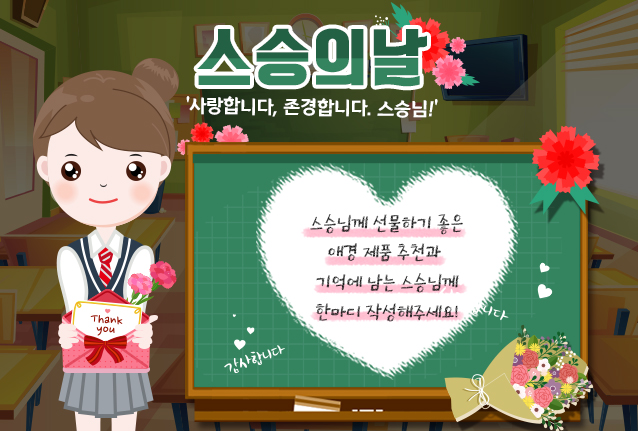 스승의날
'사랑합니다, 존경합니다. 스승님!'
스승님께 선물하기 좋은
애경 제품 추천과
기억에 남는 스승님께
한마디 작성해주세요!
감사합니다
Thank
you